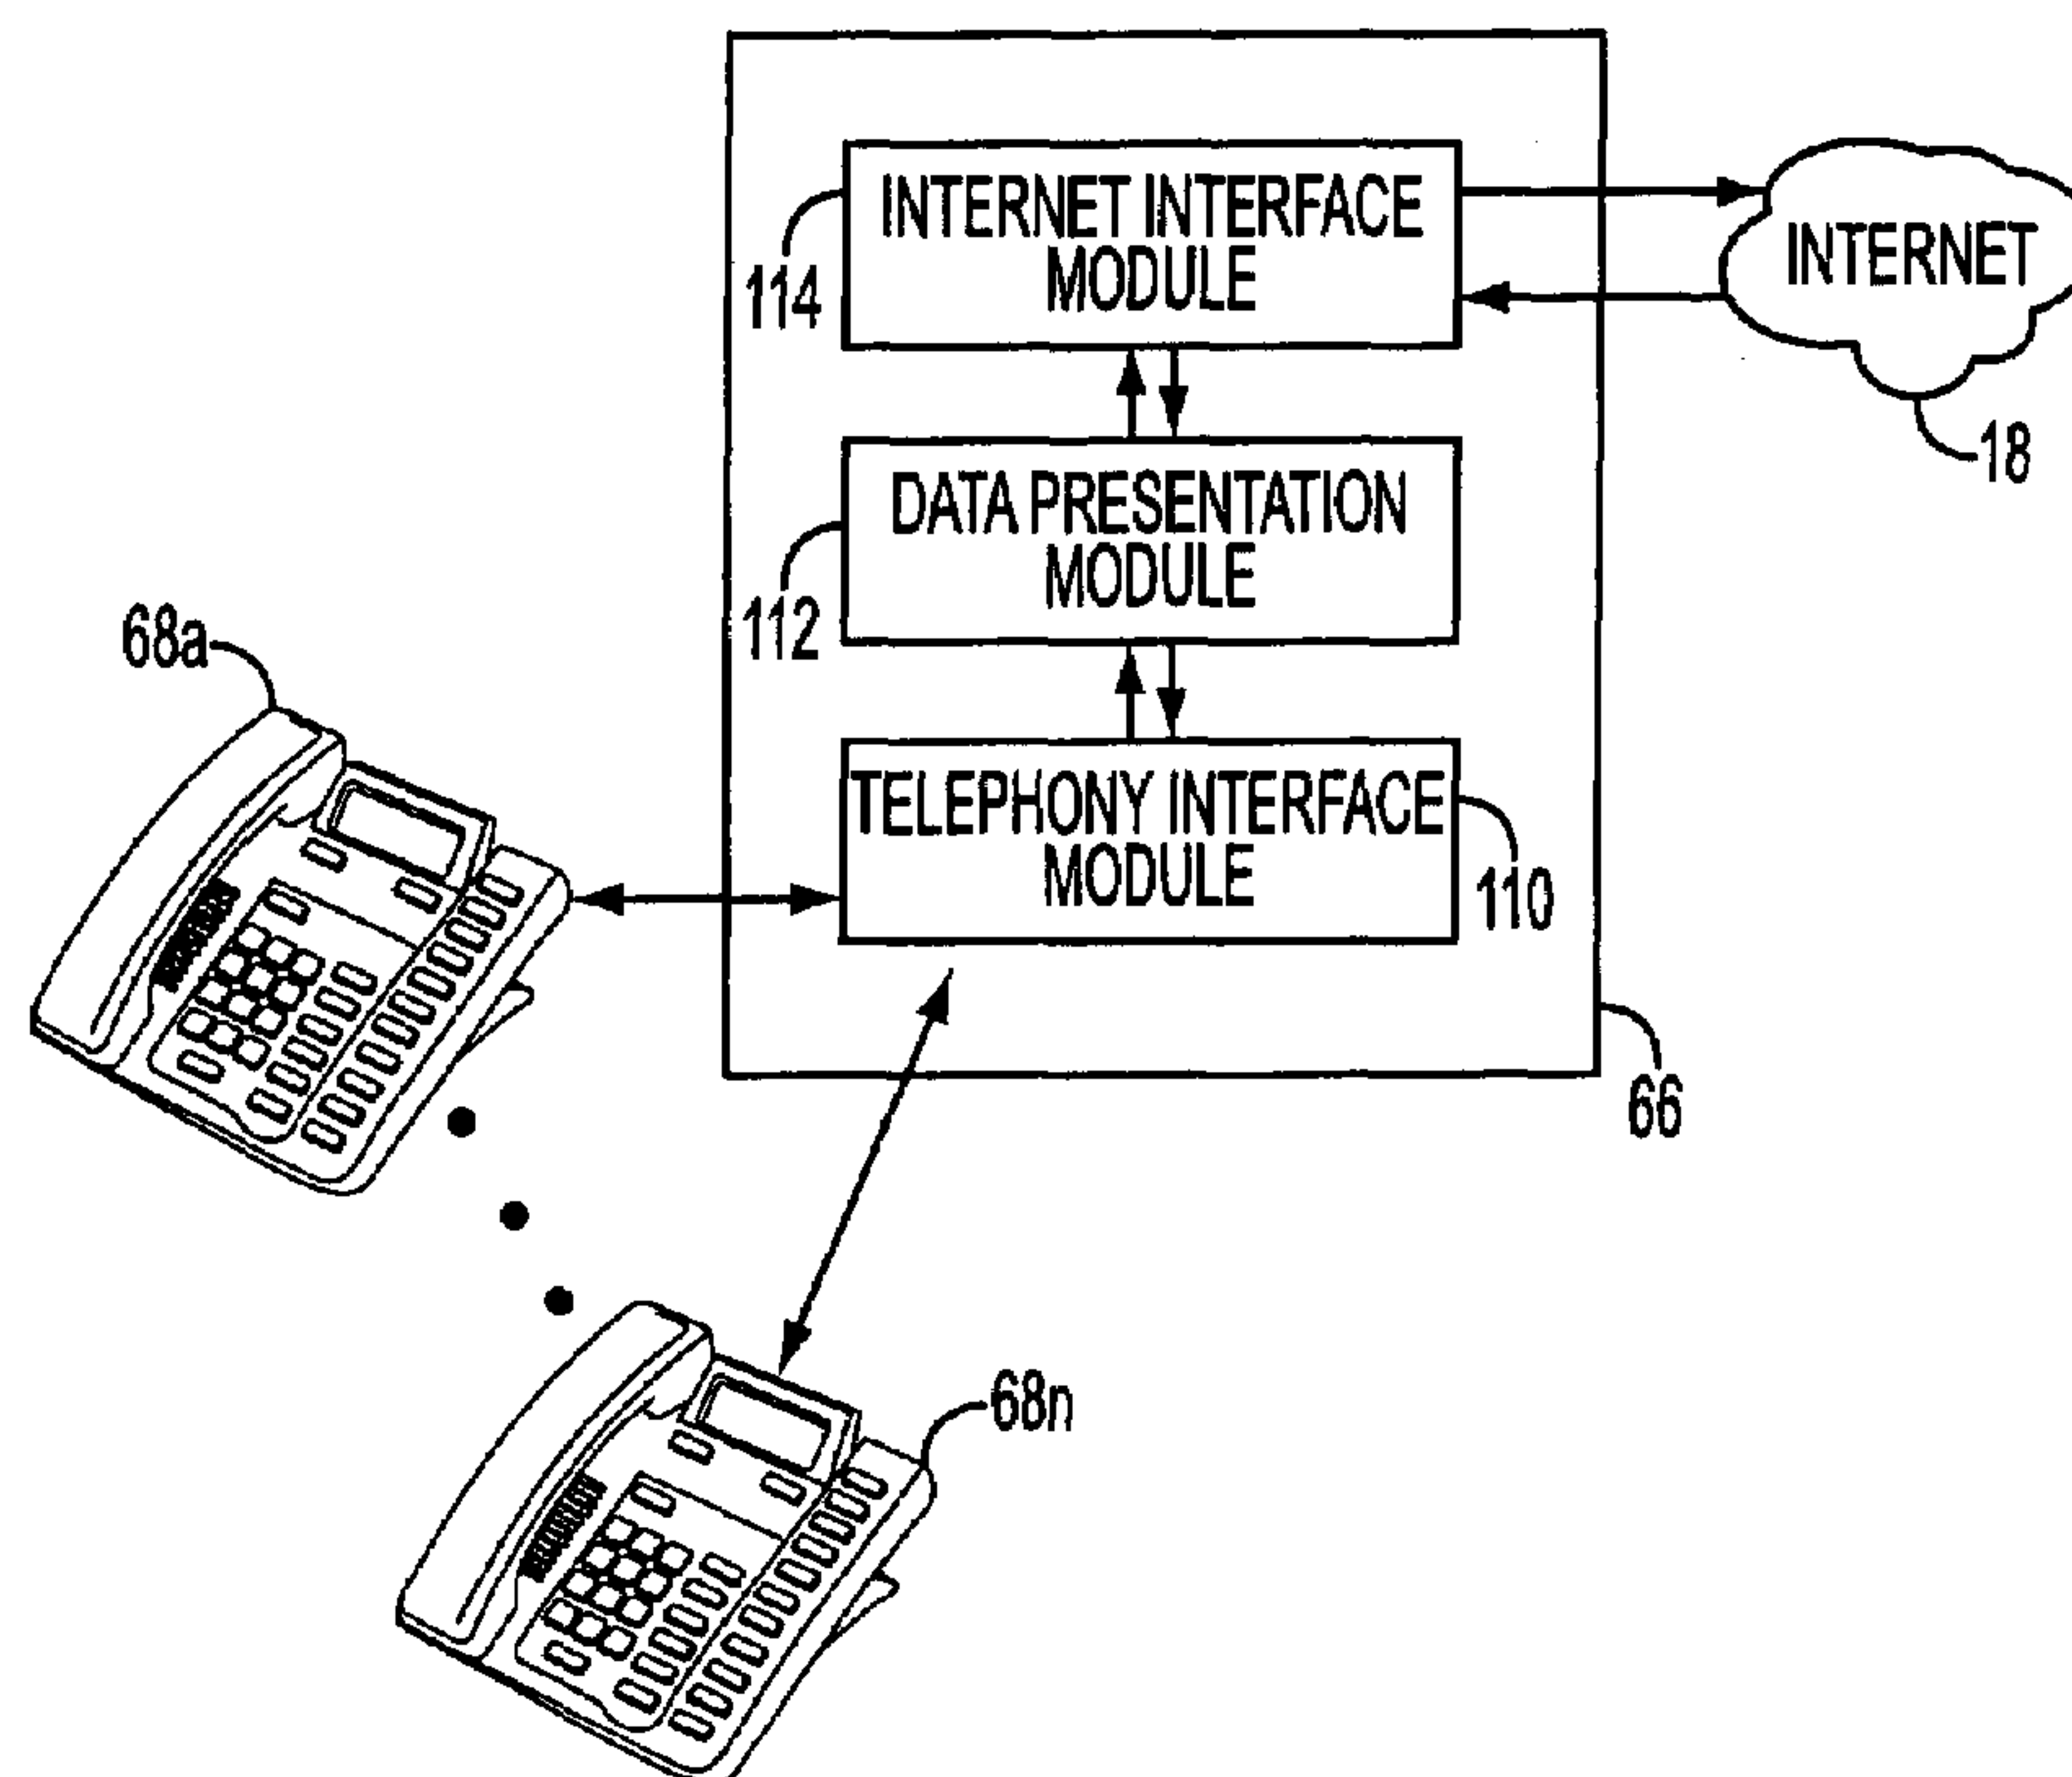 INTERNET INTERFACE
MODULE
114
INTERNET
18
DATA PRESENTATION
MODULE
112
68a
TELEPHONY INTERFACE
MODULE
110
66
68n